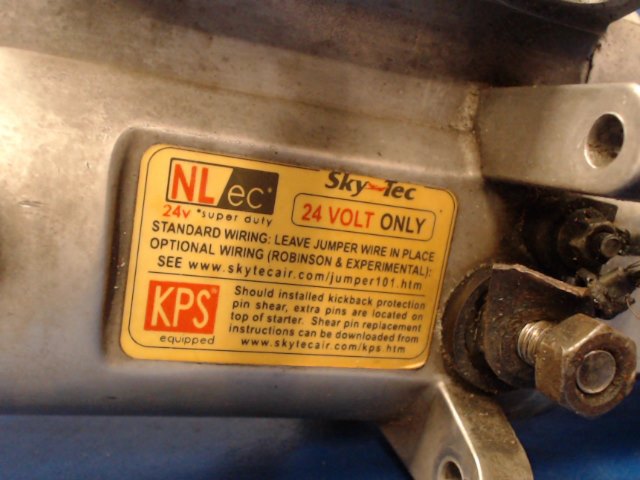 NL/ec*
Sky-Tec
24v *super duty
24 VOLT ONLY
STANDARD WIRING: LEAVE JUMPER WIRE IN PLACE
OPTIONAL WIRING (ROBINSON & EXPERIMENTAL):
SEE www.skytecair.com/jumper101.htm
KPS®
equipped
Should installed kickback protection
pin shear, extra pins are located on
top of starter. Shear pin replacement
instructions can be downloaded from
www.skytecair.com/kps.htm